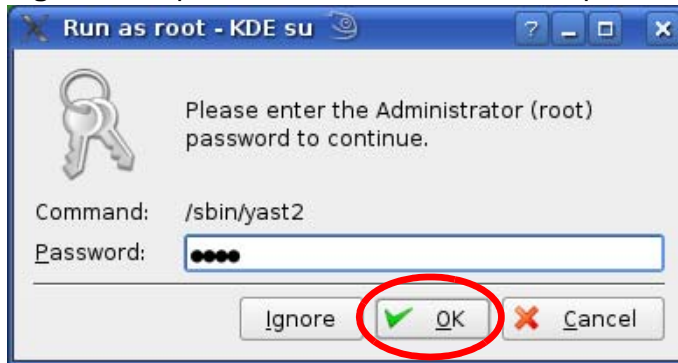 Run as root - KDE su
Please enter the Administrator (root)
password to continue.
Command: /sbin/yast2
Password: ●●●●
Ignore OK Cancel